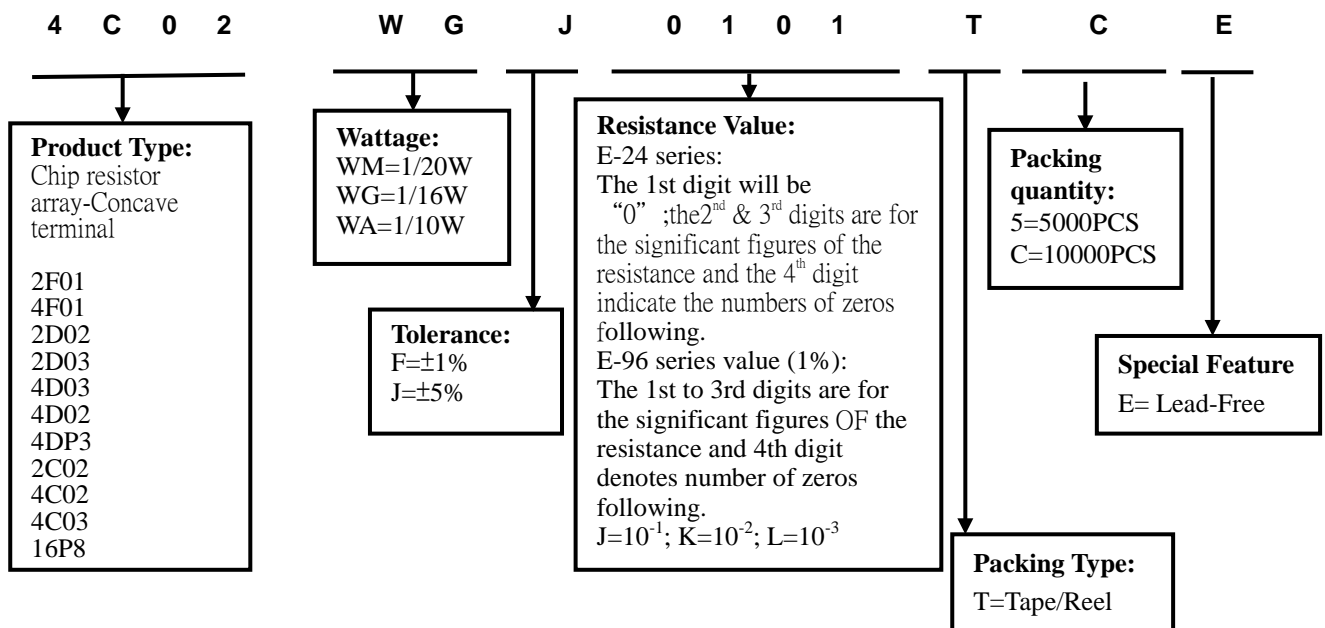 4 C 0 2 W G J 0 1 0 1 T C E
Product Type:
Chip resistor
array-Concave
terminal
2F01
4F01
2D02
2D03
4D03
4D02
4DP3
2C02
4C02
4C03
16P8
Wattage:
WM=1/20W
WG=1/16W
WA=1/10W
Tolerance:
F=±1%
J=±5%
Resistance Value:
E-24 series:
The 1st digit will be
“0” ;the2nd & 3rd digits are for
the significant figures of the
resistance and the 4th digit
indicate the numbers of zeros
following.
E-96 series value (1%):
The 1st to 3rd digits are for
the significant figures OF the
resistance and 4th digit
denotes number of zeros
following.
J=10-1; K=10-2; L=10-3
Packing Type:
T=Tape/Reel
Packing
quantity:
5=5000PCS
C=10000PCS
Special Feature
E= Lead-Free